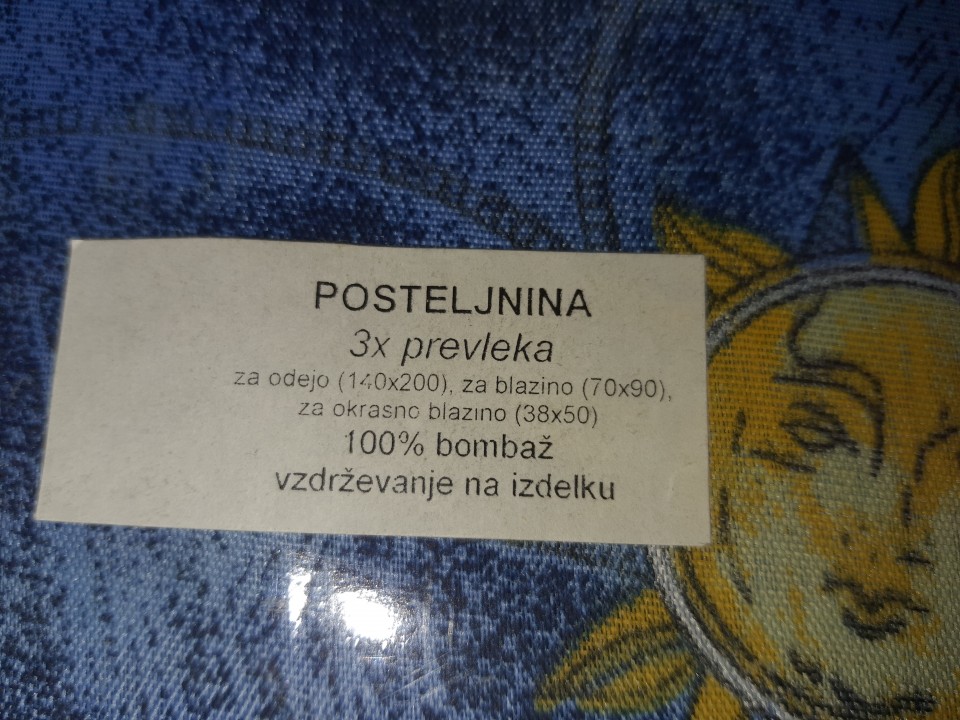 POSTELJNINA
3x prevleka
za odejo (140x200), za blazino (70x90),
za okrasno blazino (38x50)
100% bombaž
vzdrževanje na izdelku